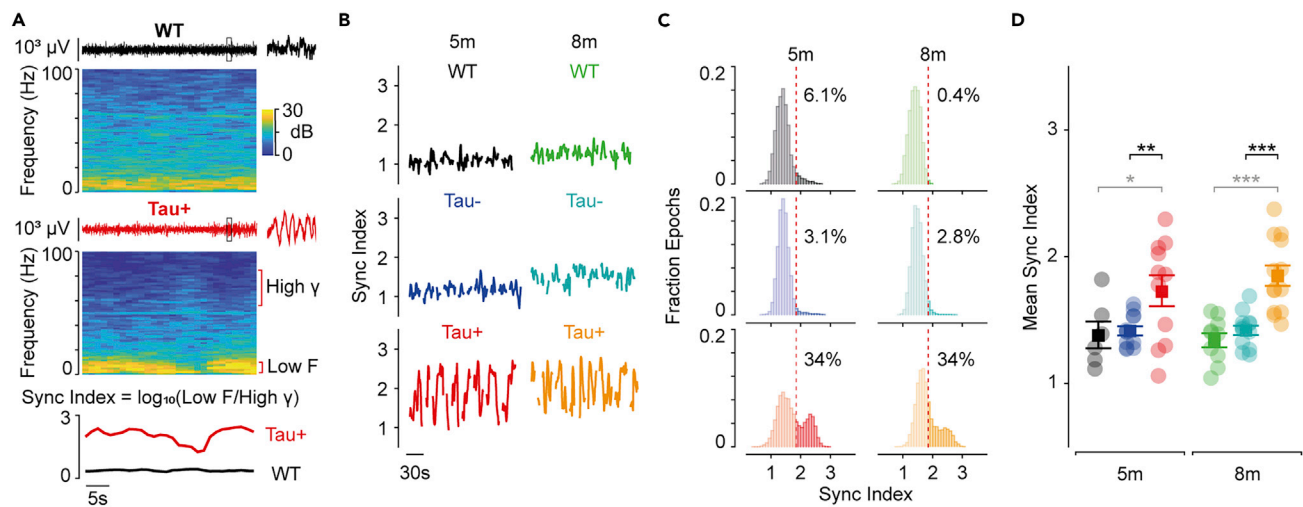 A
WT
10³ µV
100
Frequency (Hz)
0
30
dB
0
Tau+
10³ µV
100
Frequency (Hz)
0
High γ
Low F
Sync Index = log₁₀(Low F/High γ)
3
0
Tau+
WT
5s
B
5m
8m
WT
WT
3
2
1
Tau-
Tau-
3
2
1
Tau+
Tau+
3
2
1
Sync Index
30s
C
5m
8m
0.2
0
6.1%
0.4%
0.2
0
3.1%
2.8%
0.2
0
34%
34%
Fraction Epochs
1 2 3
1 2 3
Sync Index
D
3
2
1
Mean Sync Index
**
*
***
***
5m
8m